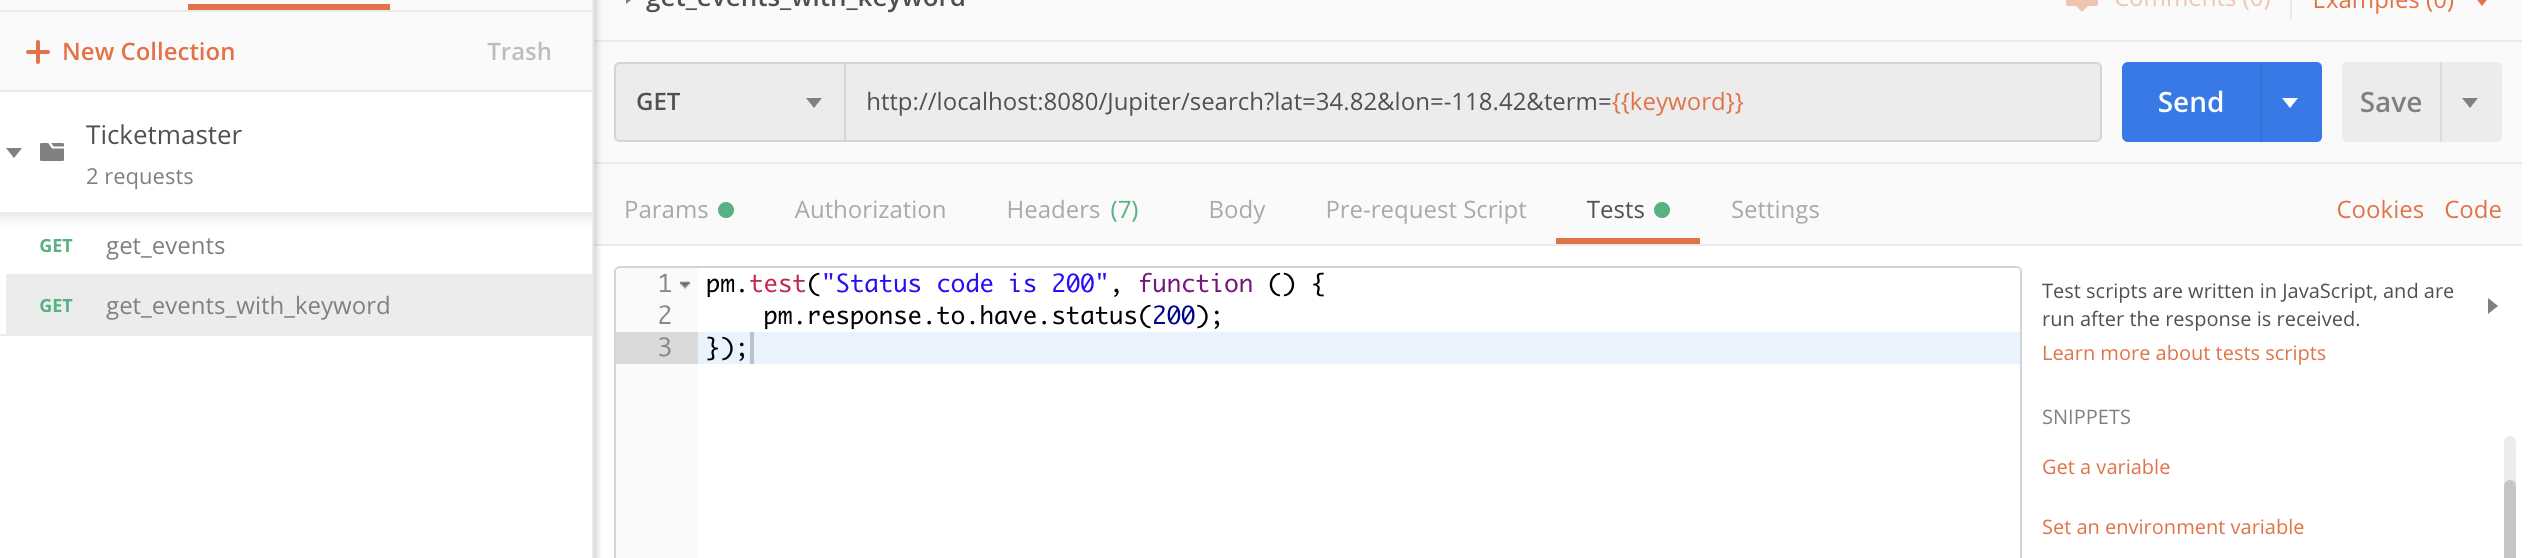 New Collection
Trash
Ticketmaster
2 requests
GET get_events
GET get_events_with_keyword
get_events_with_keyword
Comments (0)
Examples (0)
GET
http://localhost:8080/Jupiter/search?lat=34.82&lon=-118.42&term={{keyword}}
Send
Save
Params
Authorization
Headers (7)
Body
Pre-request Script
Tests
Settings
Cookies
Code
1 pm.test("Status code is 200", function () {
2 pm.response.to.have.status(200);
3 });
Test scripts are written in JavaScript, and are
run after the response is received.
Learn more about tests scripts
SNIPPETS
Get a variable
Set an environment variable